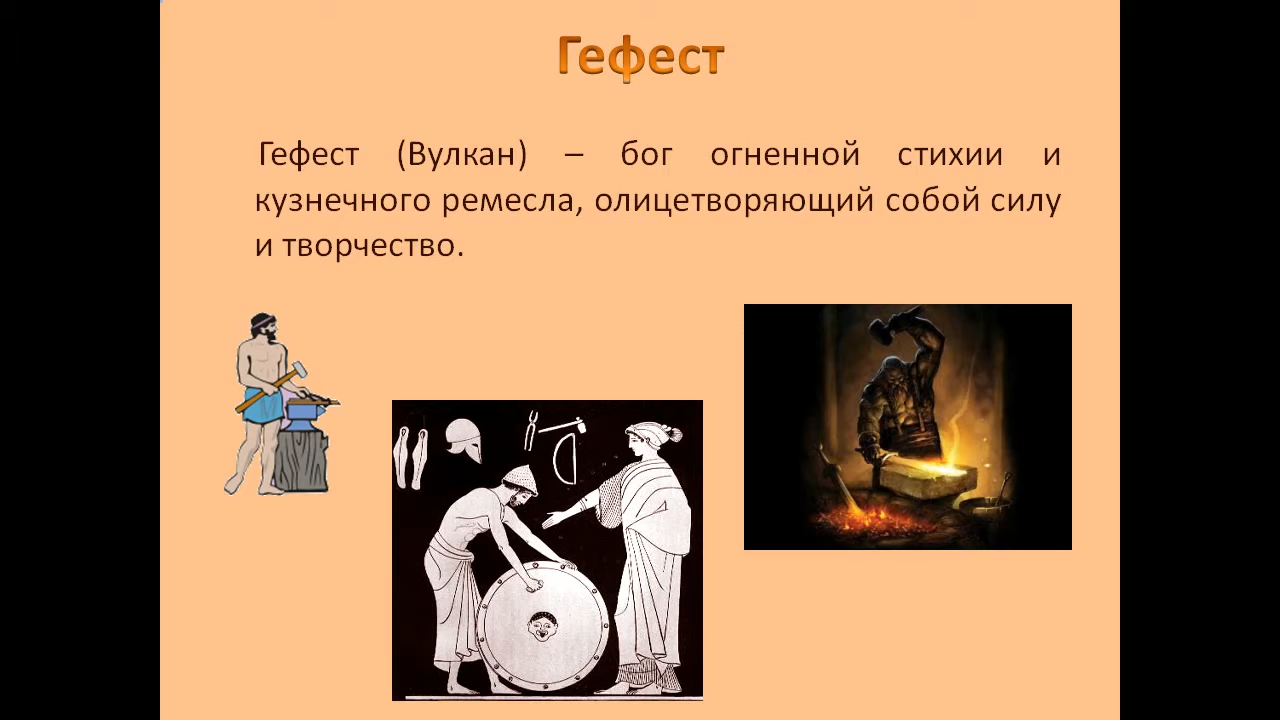 Гефест
Гефест (Вулкан) – бог огненной стихии и
кузнечного ремесла, олицетворяющий собой силу
и творчество.